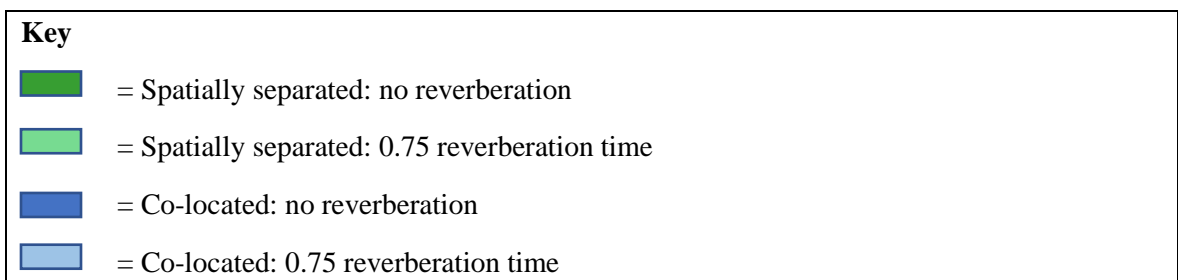 Key
= Spatially separated: no reverberation
= Spatially separated: 0.75 reverberation time
= Co-located: no reverberation
= Co-located: 0.75 reverberation time